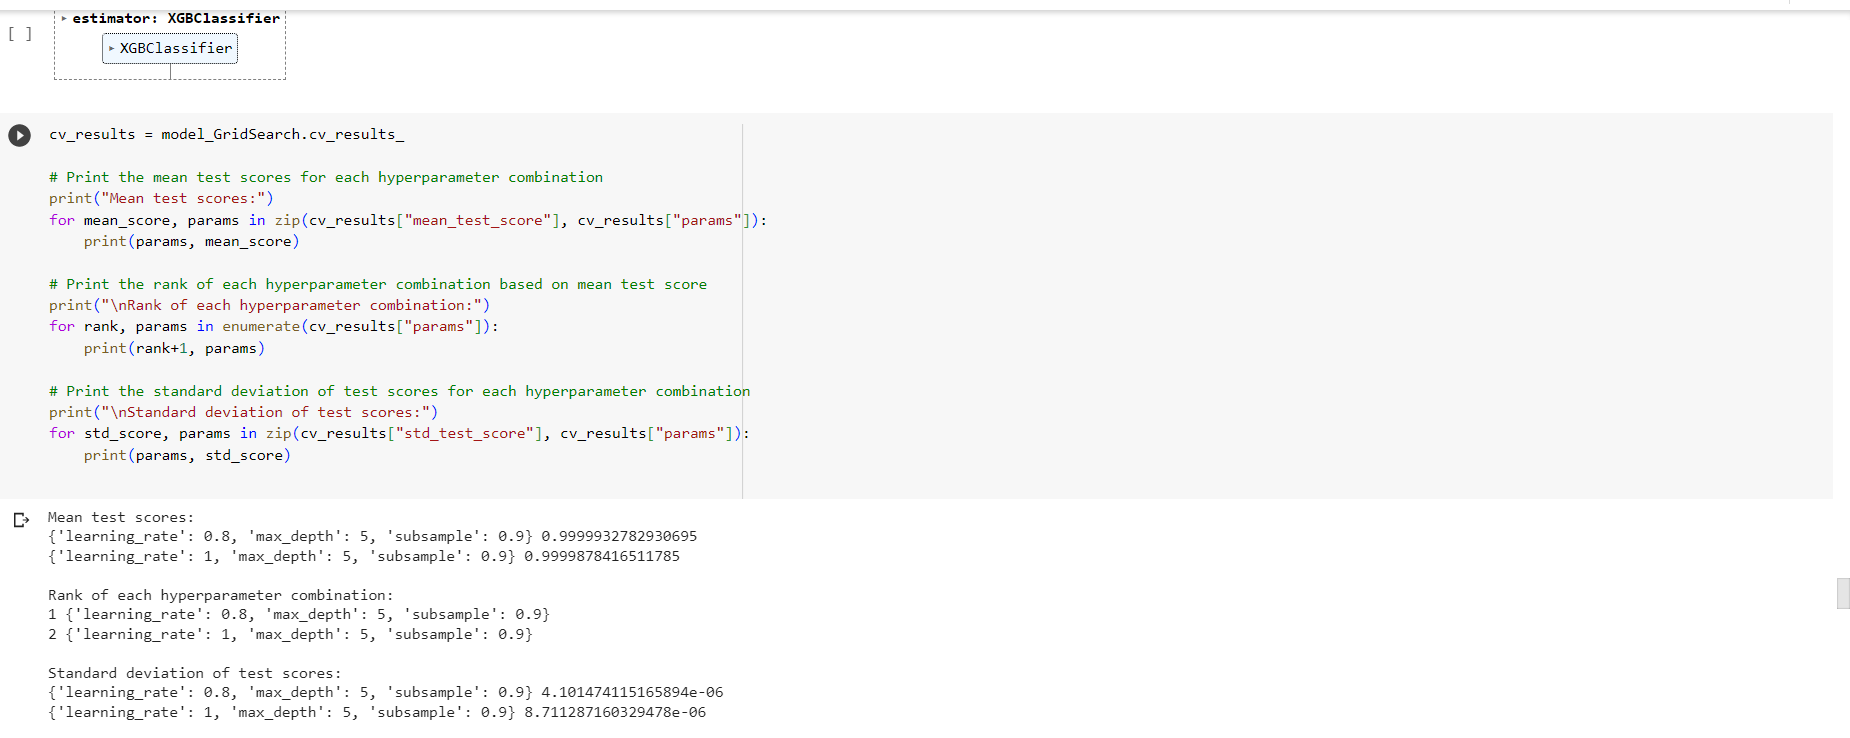 estimator: XGBClassifier
[ ]
XGBClassifier
cv_results = model_GridSearch.cv_results_
# Print the mean test scores for each hyperparameter combination
print("Mean test scores:")
for mean_score, params in zip(cv_results["mean_test_score"], cv_results["params"]):
    print(params, mean_score)
# Print the rank of each hyperparameter combination based on mean test score
print("\nRank of each hyperparameter combination:")
for rank, params in enumerate(cv_results["params"]):
    print(rank+1, params)
# Print the standard deviation of test scores for each hyperparameter combination
print("\nStandard deviation of test scores:")
for std_score, params in zip(cv_results["std_test_score"], cv_results["params"]):
    print(params, std_score)
Mean test scores:
{'learning_rate': 0.8, 'max_depth': 5, 'subsample': 0.9} 0.9999932782930695
{'learning_rate': 1, 'max_depth': 5, 'subsample': 0.9} 0.9999878416511785
Rank of each hyperparameter combination:
1 {'learning_rate': 0.8, 'max_depth': 5, 'subsample': 0.9}
2 {'learning_rate': 1, 'max_depth': 5, 'subsample': 0.9}
Standard deviation of test scores:
{'learning_rate': 0.8, 'max_depth': 5, 'subsample': 0.9} 4.101474115165894e-06
{'learning_rate': 1, 'max_depth': 5, 'subsample': 0.9} 8.711287160329478e-06